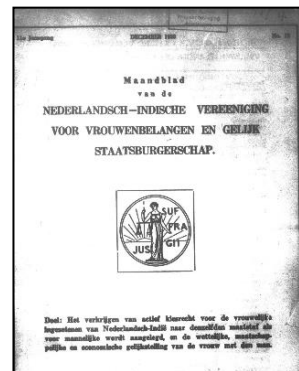 11e Jaargang DECEMBER
Maandblad
van de
NEDERLANDSCH-INDISCHE VEREENIGING
VOOR VROUWENBELANGEN EN GELIJK
STAATSBURGERSCHAP.
SUF
FRA
JUS GII
Doel: Het verkrijgen van actief kiesrecht voor de vrouwelijke
ingezetenen van Nederlandsch-Indië naar denzelfden maatstaf als
voor mannelijke wordt aangelegd, en de wettelijke, maatschap-
pelijke en economische gelijkstelling van de vrouw met den man.